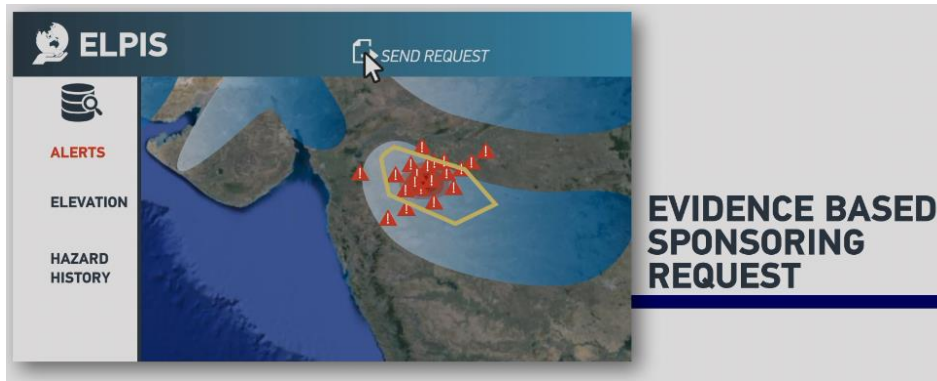 ELPIS
SEND REQUEST
ALERTS
ELEVATION
HAZARD
HISTORY
EVIDENCE BASED
SPONSORING
REQUEST